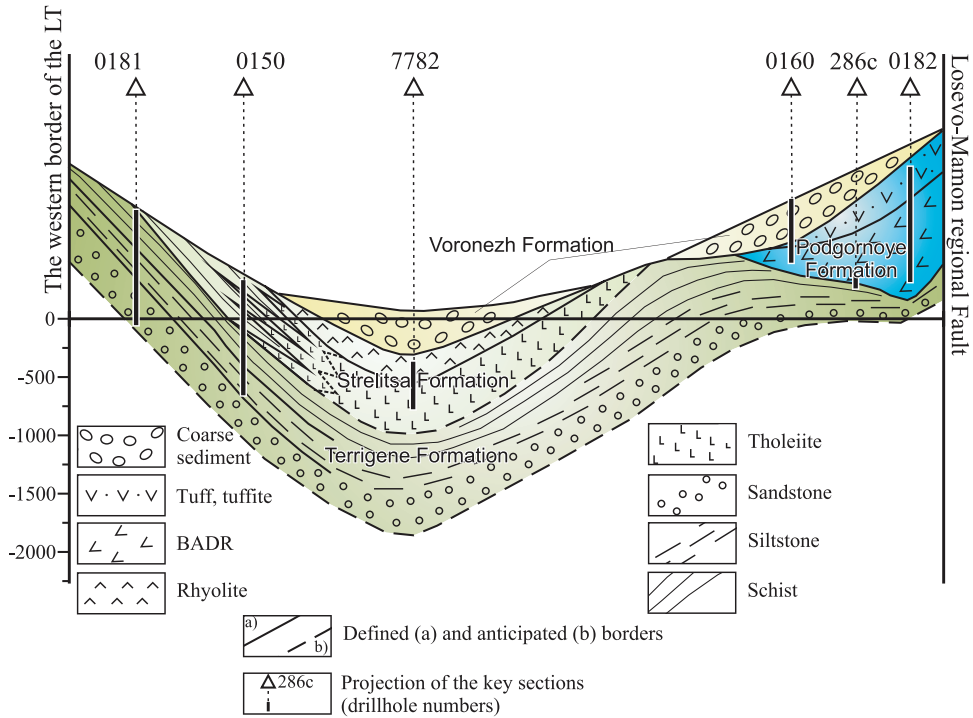 The western border of the LT
0181
0150
7782
0160
286c
0182
Losevo-Mamon regional Fault
Voronezh Formation
Podgornoye
Formation
0
-500
-1000
-1500
-2000
Strelitsa Formation
Terrigene Formation
Coarse
sediment
Tuff, tuffite
BADR
Rhyolite
Tholeiite
Sandstone
Siltstone
Schist
a)
b)
Defined (a) and anticipated (b) borders
286c
Projection of the key sections
(drillhole numbers)